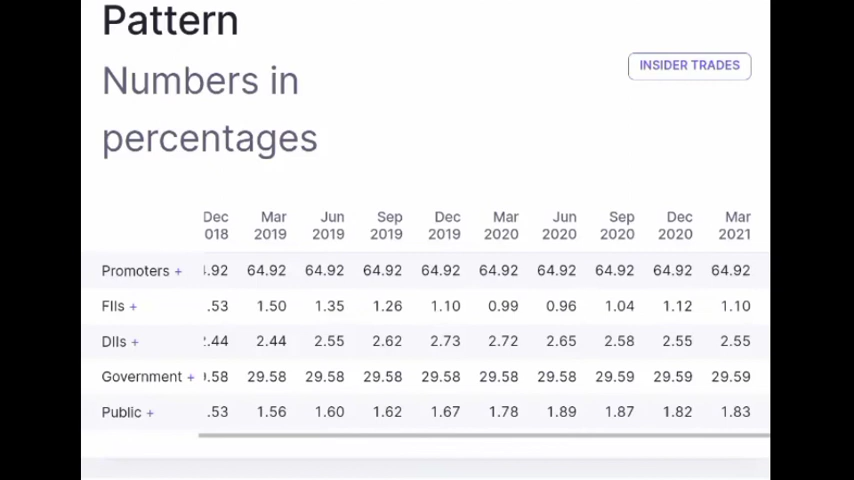 Pattern
Numbers in
percentages
INSIDER TRADES
Dec Mar Jun Sep Dec Mar Jun Sep Dec Mar
018 2019 2019 2019 2019 2020 2020 2020 2020 2021
Promoters + .92 64.92 64.92 64.92 64.92 64.92 64.92 64.92 64.92 64.92
FIIs + .53 1.50 1.35 1.26 1.10 0.99 0.96 1.04 1.12 1.10
DIIs + .44 2.44 2.55 2.62 2.73 2.72 2.65 2.58 2.55 2.55
Government + .58 29.58 29.58 29.58 29.58 29.58 29.58 29.59 29.59 29.59
Public + .53 1.56 1.60 1.62 1.67 1.78 1.89 1.87 1.82 1.83